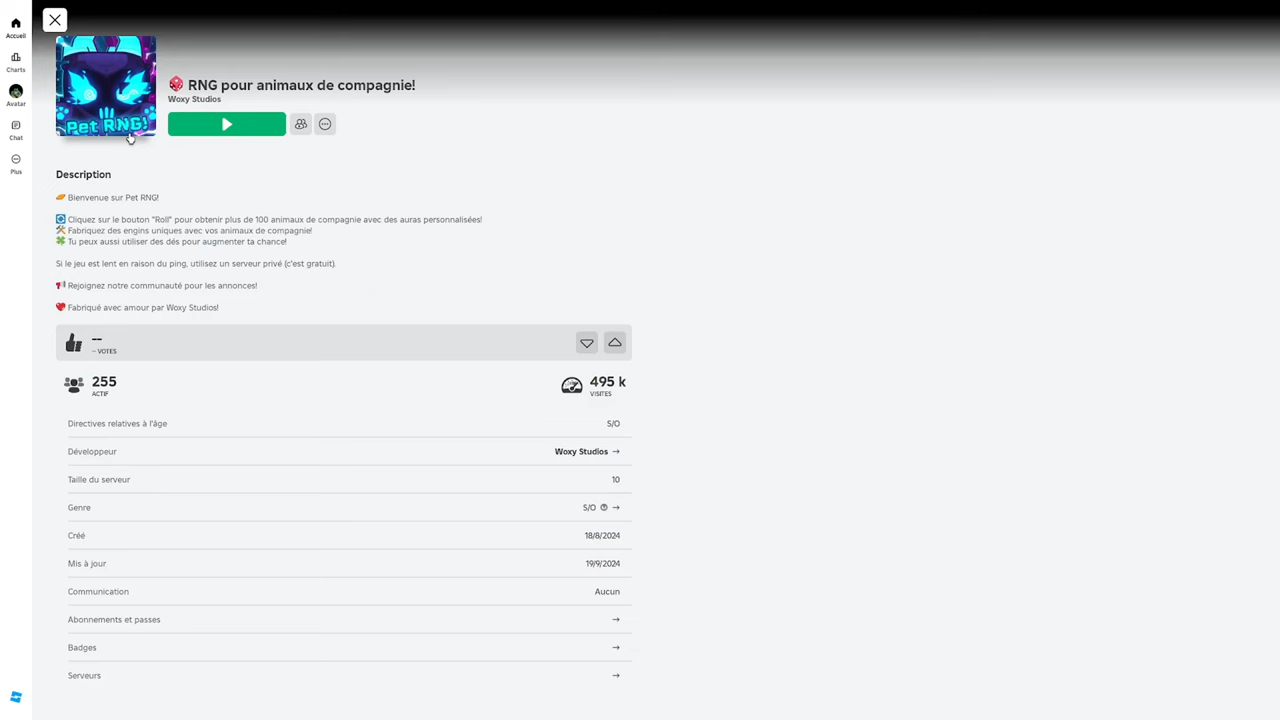 Accueil
Charts
Avatar
Chat
Plus
Pet RNG!
RNG pour animaux de compagnie!
Woxy Studios
Description
Bienvenue sur Pet RNG!
Cliquez sur le bouton "Roll" pour obtenir plus de 100 animaux de compagnie avec des auras personnalisées!
Fabriquez des engins uniques avec vos animaux de compagnie!
Tu peux aussi utiliser des dés pour augmenter ta chance!
Si le jeu est lent en raison du ping, utilisez un serveur privé (c'est gratuit).
Rejoignez notre communauté pour les annonces!
Fabriqué avec amour par Woxy Studios!
--
-- VOTES
255
ACTIF
495 k
VISITES
Directives relatives à l'âge
S/O
Développeur
Woxy Studios
Taille du serveur
10
Genre
S/O
Créé
18/8/2024
Mis à jour
19/9/2024
Communication
Aucun
Abonnements et passes
Badges
Serveurs